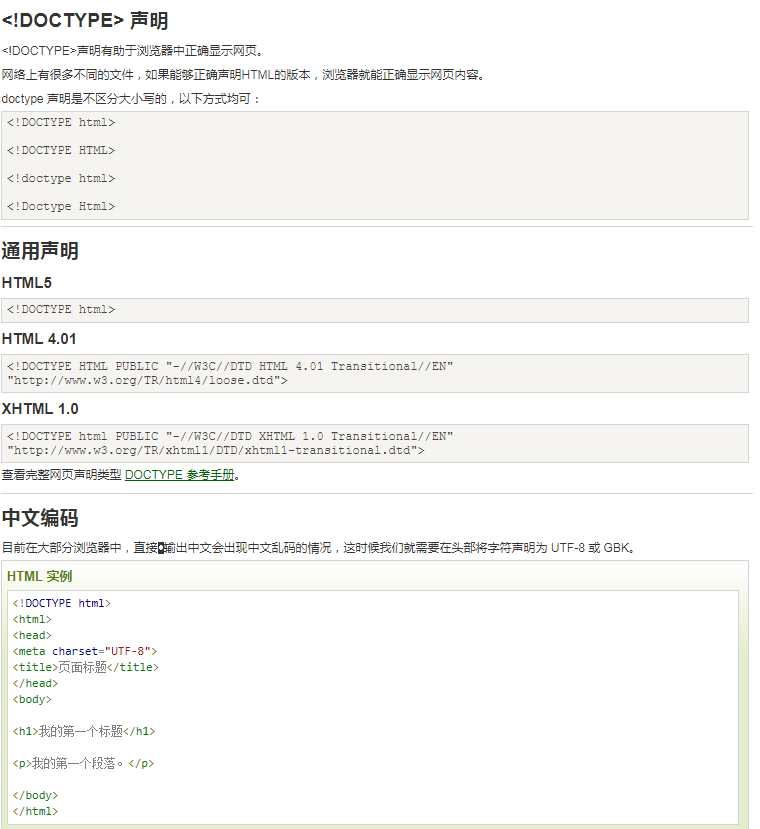 <!DOCTYPE> 声明
<!DOCTYPE>声明有助于浏览器中正确显示网页。
网络上有很多不同的文件，如果能够正确声明HTML的版本，浏览器就能正确显示网页内容。
doctype 声明是不区分大小写的，以下方式均可：
<!DOCTYPE html>
<!DOCTYPE HTML>
<!doctype html>
<!Doctype Html>
通用声明
HTML5
<!DOCTYPE html>
HTML 4.01
<!DOCTYPE HTML PUBLIC "-//W3C//DTD HTML 4.01 Transitional//EN"
"http://www.w3.org/TR/html4/loose.dtd">
XHTML 1.0
<!DOCTYPE html PUBLIC "-//W3C//DTD XHTML 1.0 Transitional//EN"
"http://www.w3.org/TR/xhtml1/DTD/xhtml1-transitional.dtd">
查看完整网页声明类型 DOCTYPE 参考手册。
中文编码
目前在大部分浏览器中，直接输出中文会出现中文乱码的情况，这时候我们就需要在头部将字符声明为 UTF-8 或 GBK。
HTML 实例
<!DOCTYPE html>
<html>
<head>
<meta charset="UTF-8">
<title>页面标题</title>
</head>
<body>
<h1>我的第一个标题</h1>
<p>我的第一个段落。</p>
</body>
</html>